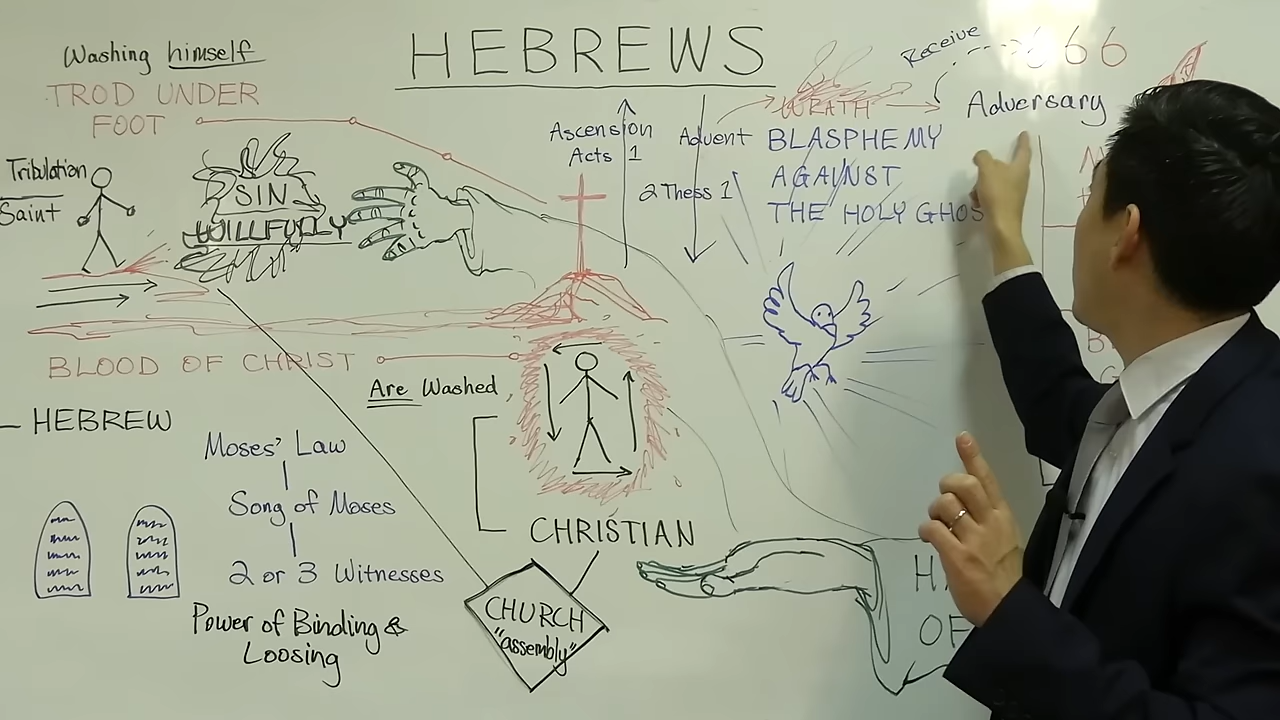 Washing himself
TROD UNDER
FOOT
HEBREWS
Receive
66
WRATH
Adversary
Ascension
Acts 1
Advent
2 Thess 1
BLASPHEMY
AGAINST
THE HOLY GHOS
Tribulation
Saint
SIN
WILLFULLY
BLOOD OF CHRIST
Are Washed
HEBREW
Moses' Law
Song of Moses
2 or 3 Witnesses
Power of Binding &
Loosing
CHRISTIAN
CHURCH
"assembly"
OF